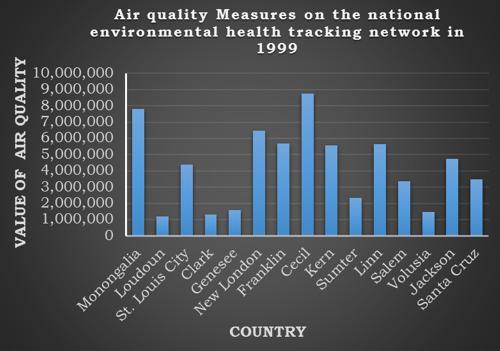 Air quality Measures on the national
environmental health tracking network in
1999
VALUE OF AIR QUALITY
10,000,000
9,000,000
8,000,000
7,000,000
6,000,000
5,000,000
4,000,000
3,000,000
2,000,000
1,000,000
0
Monongalia
Loudoun
St. Louis City
Clark
Genesee
New London
Franklin
Cecil
Kern
Sumter
Linn
Salem
Volusia
Jackson
Santa Cruz
COUNTRY